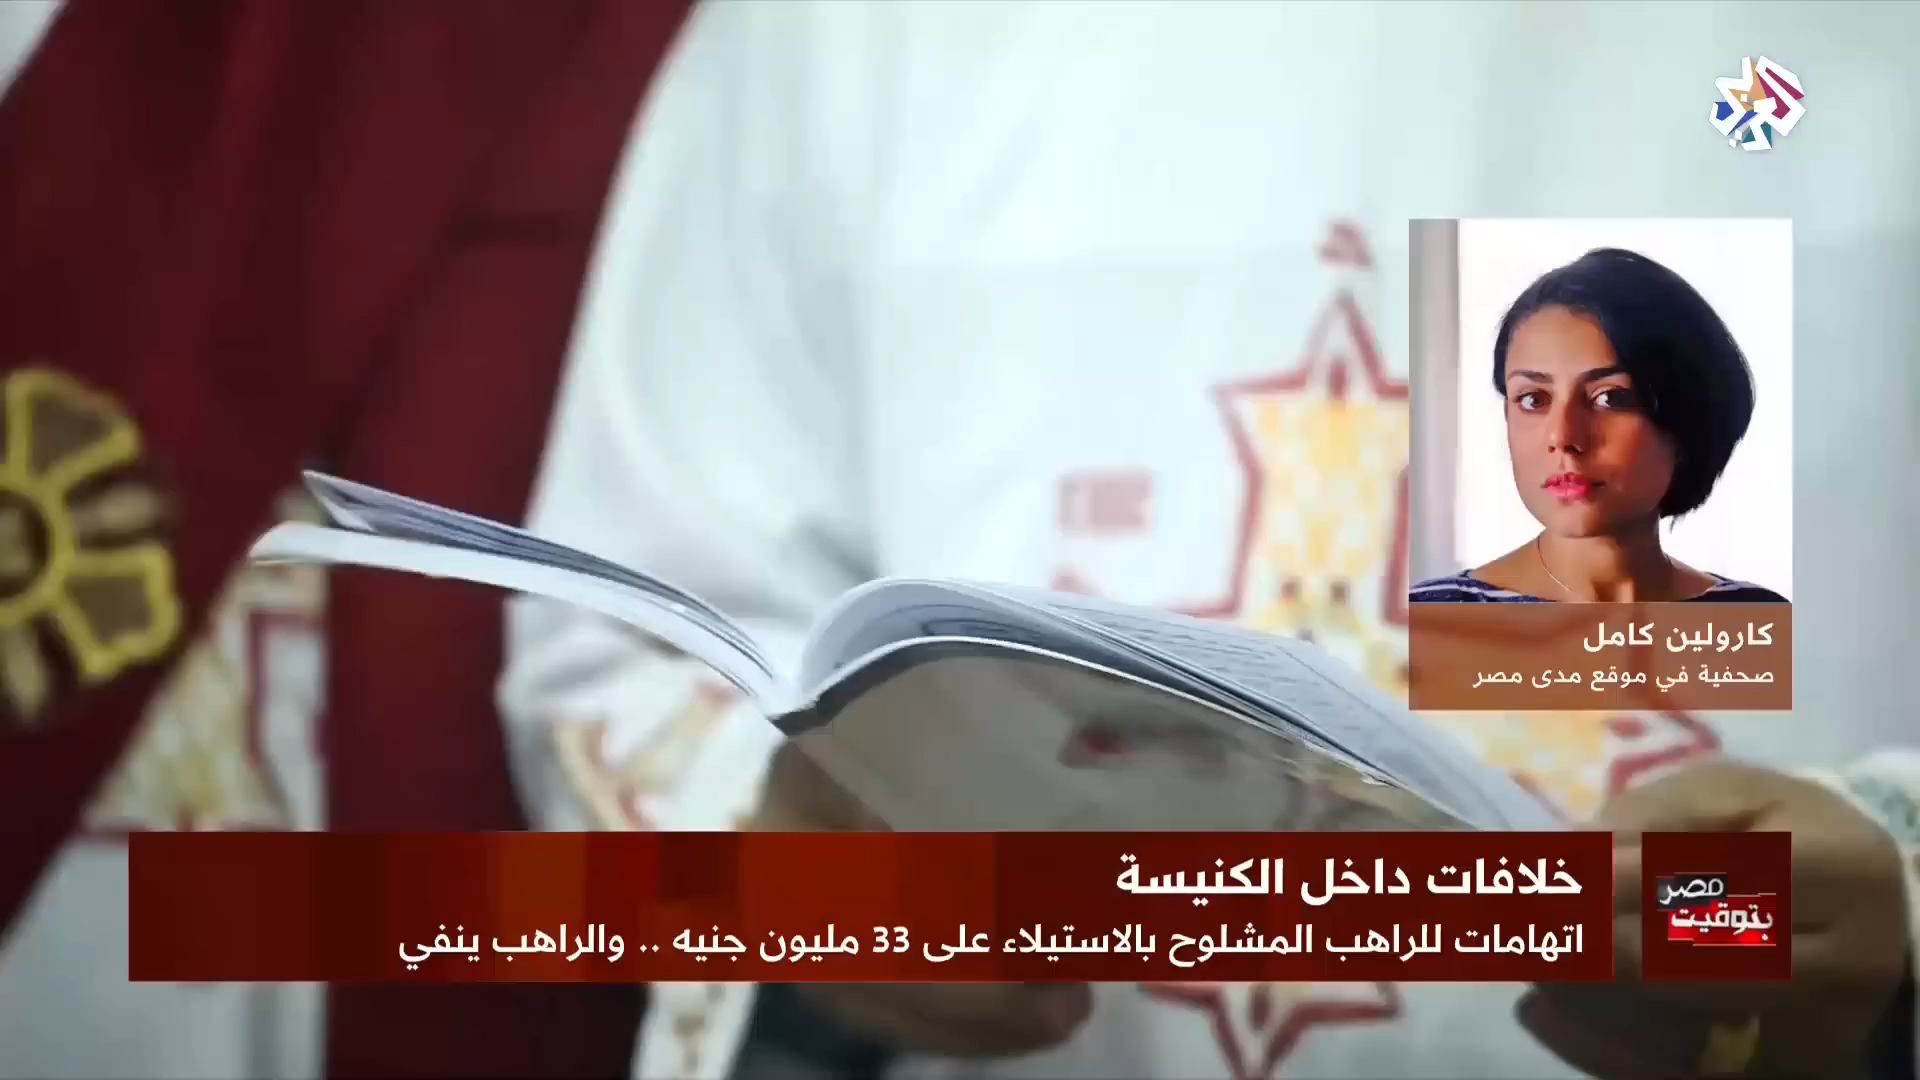 العربي
كارولين كامل
صحفية في موقع مدى مصر
خلافات داخل الكنيسة
اتهامات للراهب المشلوح بالاستيلاء على 33 مليون جنيه .. والراهب ينفي
مصر
بتوقيت